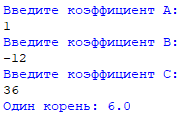 Введите коэффициент A:
1
Введите коэффициент B:
-12
Введите коэффициент C:
36
Один корень: 6.0